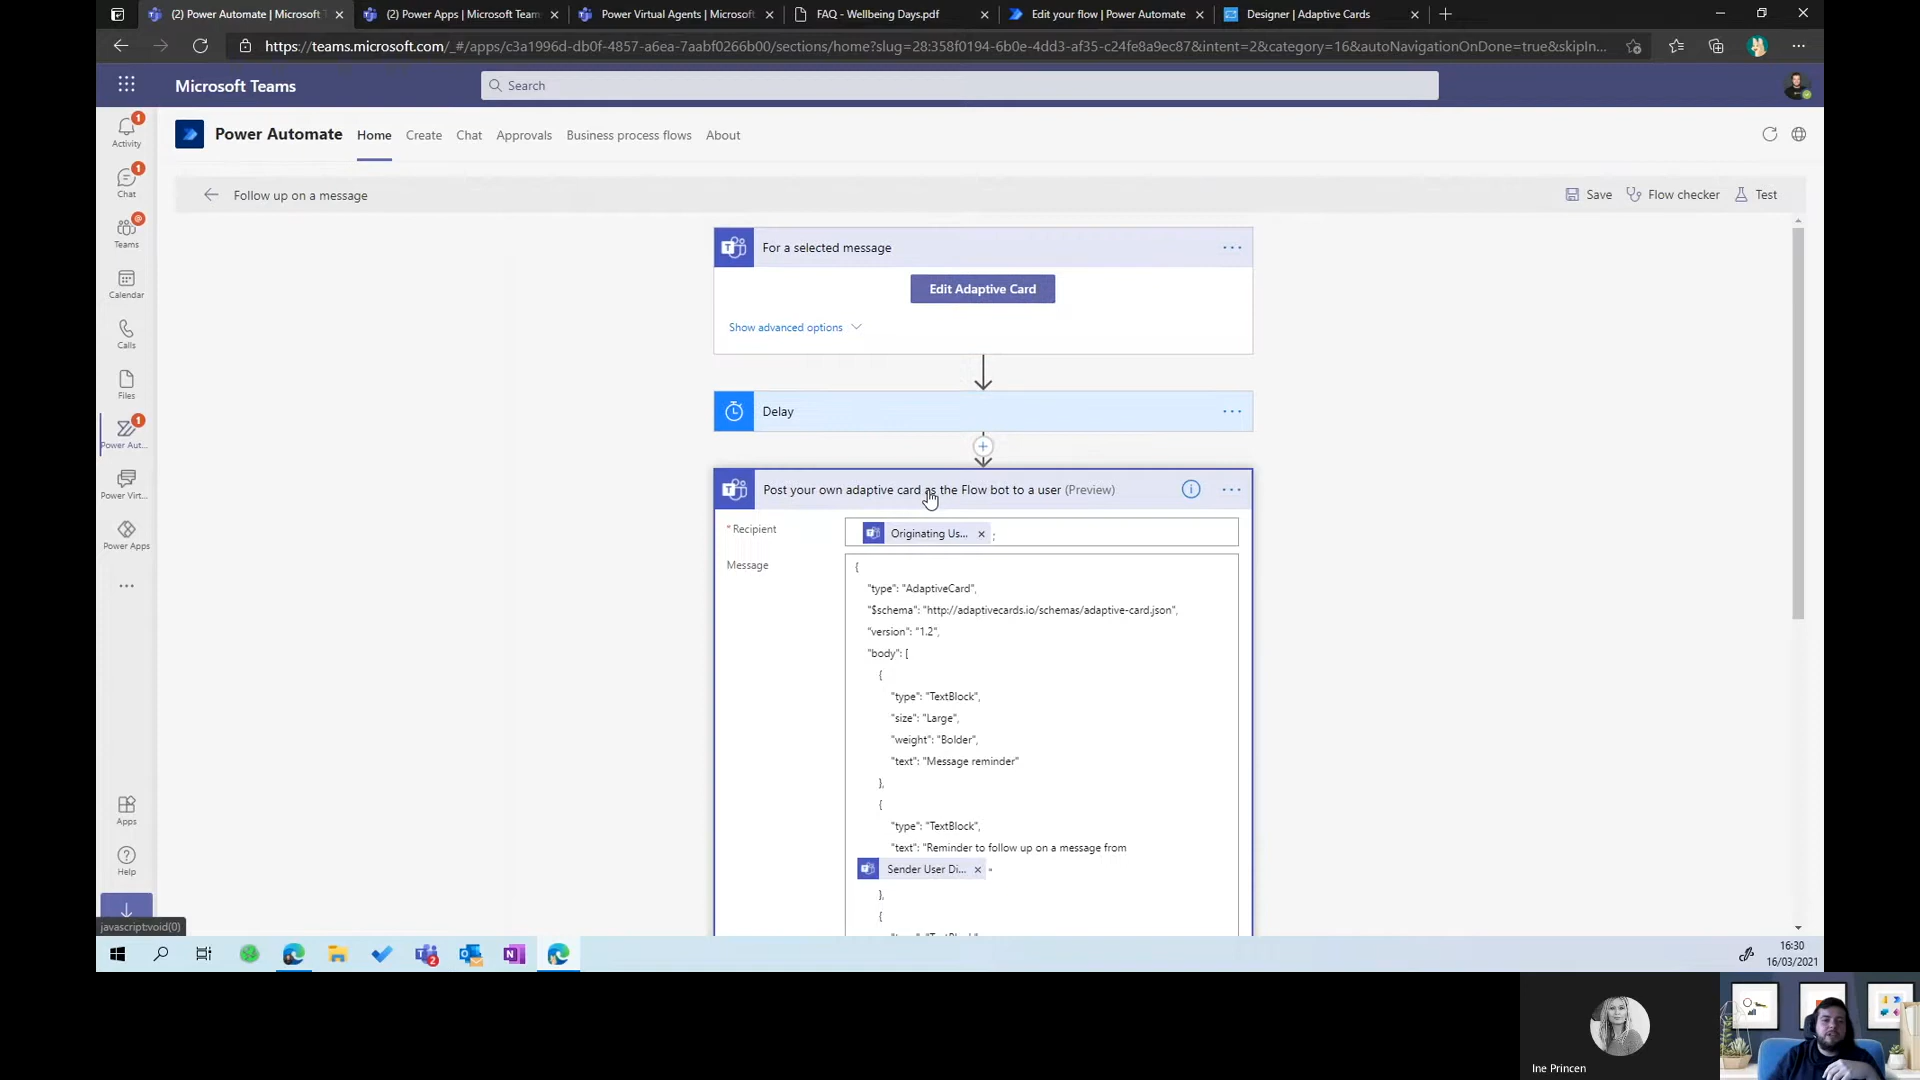 (2) Power Automate | Microsoft T
(2) Power Apps | Microsoft Team
Power Virtual Agents | Microsoft
FAQ - Wellbeing Days.pdf
Edit your flow | Power Automate
Designer | Adaptive Cards
https://teams.microsoft.com/_#/apps/c3a1996d-db0f-4857-a6ea-7aabf0266b00/sections/home?slug=28:358f0194-6b0e-4dd3-af35-c24fe8a9ec87&intent=2&category=16&autoNavigationOnDone=true&skipIn...
Microsoft Teams
Search
Activity
Chat
Teams
Calendar
Calls
Files
Power Aut...
Post Virt...
Power Apps
Apps
Help
Power Automate
Home
Create
Chat
Approvals
Business process flows
About
Follow up on a message
Save
Flow checker
Test
For a selected message
Edit Adaptive Card
Show advanced options
Delay
Post your own adaptive card as the Flow bot to a user (Preview)
* Recipient
Originating Us... ;
Message
{
"type": "AdaptiveCard",
"$schema": "http://adaptivecards.io/schemas/adaptive-card.json",
"version": "1.2",
"body": [
{
"type": "TextBlock",
"size": "Large",
"weight": "Bolder",
"text": "Message reminder"
},
{
"type": "TextBlock",
"text": "Reminder to follow up on a message from
Sender User Di... "
},
{
javascript:void(0)
16:30
16/03/2021
Ine Princen